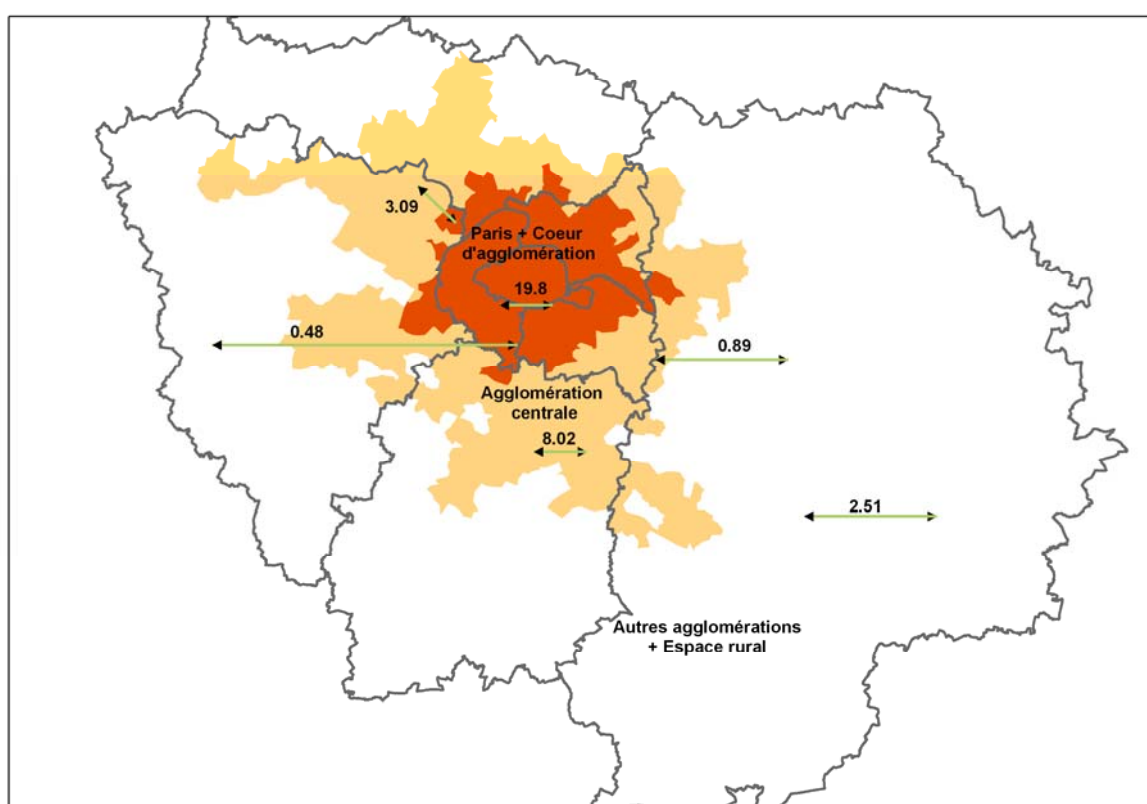 3.09
Paris + Coeur
d'agglomération
19.8
0.48
0.89
Agglomération
centrale
8.02
2.51
Autres agglomérations
+ Espace rural